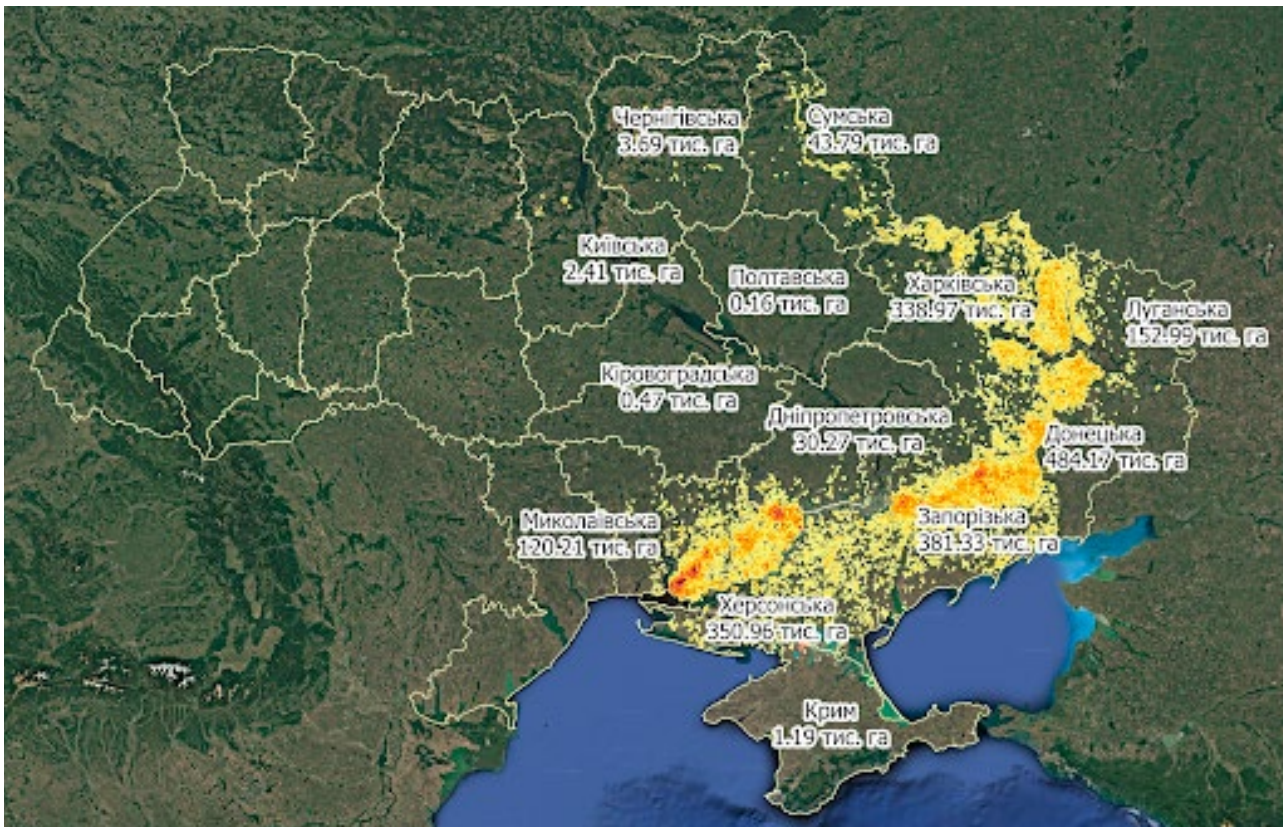 Чернігівська
3.69 тис. га
Сумська
43.79 тис. га
Київська
2.41 тис. га
Полтавська
0.16 тис. га
Харківська
338.97 тис. га
Луганська
152.99 тис. га
Кіровоградська
0.47 тис. га
Дніпропетровська
30.27 тис. га
Донецька
484.17 тис. га
Миколаївська
120.21 тис. га
Запорізька
381.33 тис. га
Херсонська
350.96 тис. га
Крим
1.19 тис. га